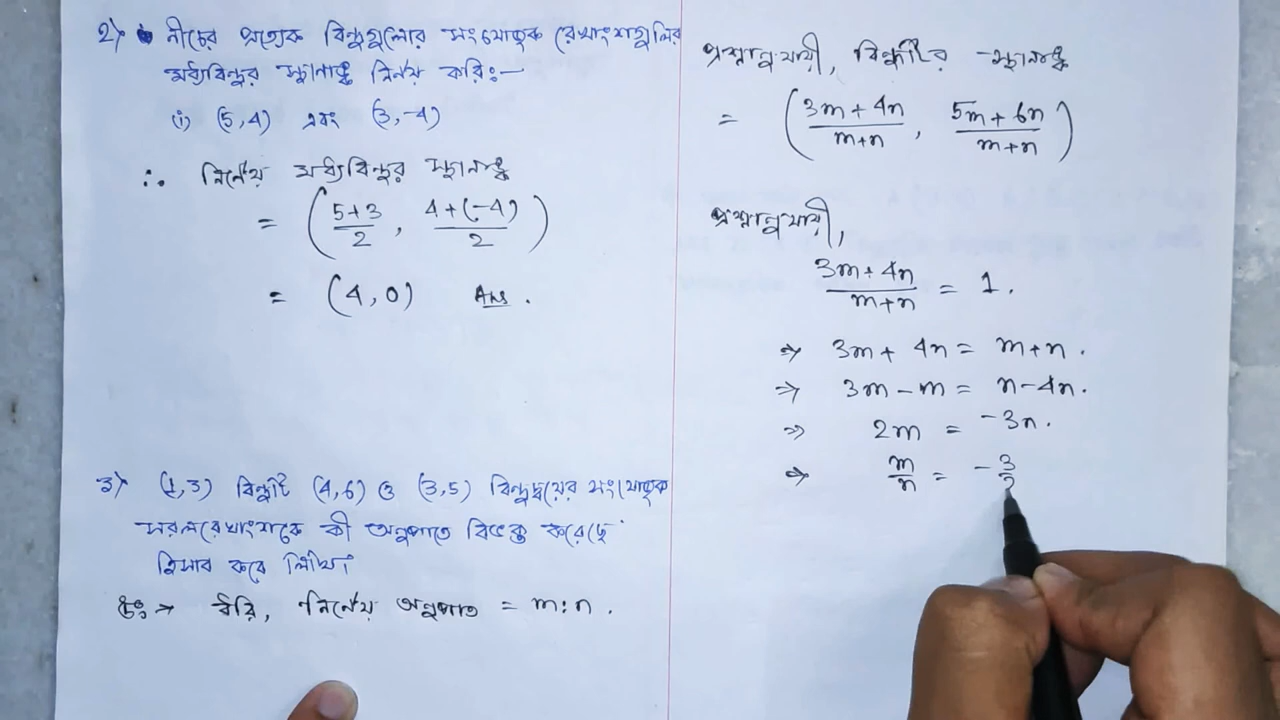 2) নীচের প্রত্যেক বিন্দুগুলোর সংযোজক রেখাংশগুলির
মধ্যবিন্দুর স্থানাঙ্ক নির্ণয় করি:-
(i) (5,4) এবং (3,-4)
∴ নির্ণেয় মধ্যবিন্দুর স্থানাঙ্ক
= (5+3/2, 4+(-4)/2)
= (4,0) Ans.
3) (1,3) বিন্দুটি (4,6) ও (3,5) বিন্দুদ্বয়ের সংযোজক
সরলরেখাংশকে কী অনুপাতে বিভক্ত করেছে
হিসাব করে লিখি।
উঃ→ ধরি, নির্ণেয় অনুপাত = m:n.
প্রশ্নানুযায়ী, বিন্দুটির স্থানাঙ্ক
= (3m+4n/m+n, 5m+6n/m+n)
প্রশ্নানুযায়ী,
3m+4n/m+n = 1.
⇒ 3m+4n = m+n.
⇒ 3m-m = n-4n.
⇒ 2m = -3n.
⇒ m/n = -3/2